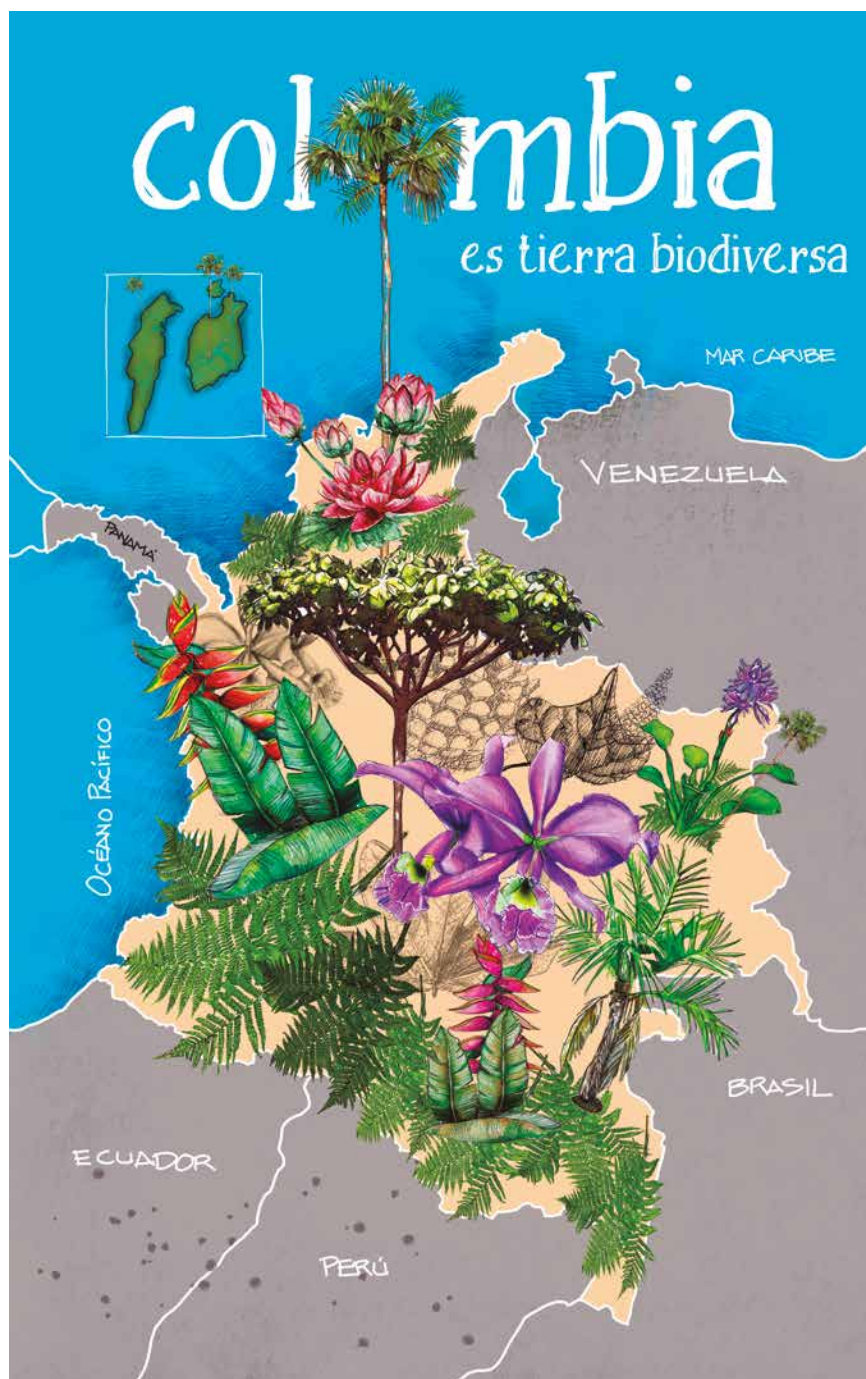 colombia
es tierra biodiversa
MAR CARIBE
VENEZUELA
PANAMÁ
OCÉANO PACÍFICO
BRASIL
ECUADOR
PERÚ